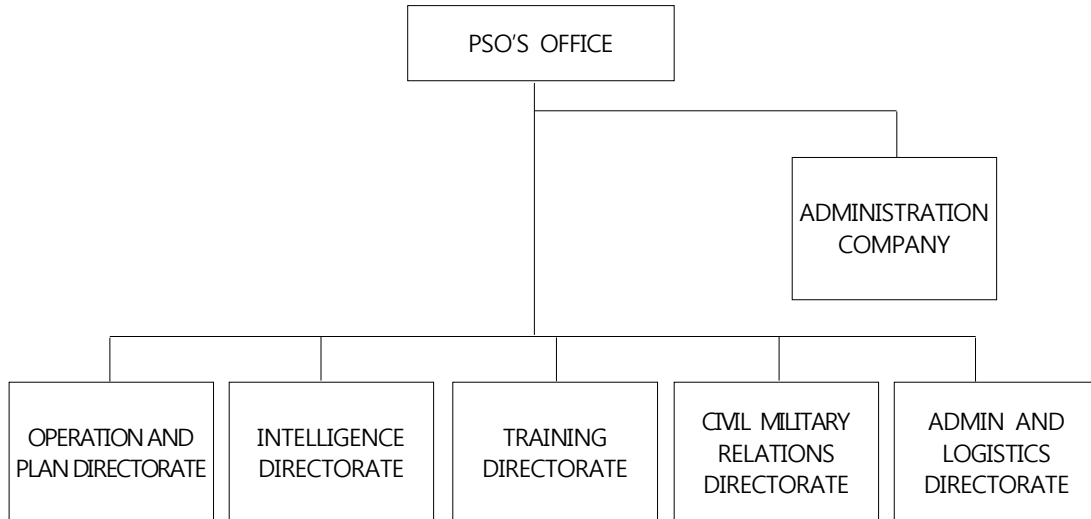 PSO'S OFFICE
ADMINISTRATION
COMPANY
OPERATION AND
PLAN DIRECTORATE
INTELLIGENCE
DIRECTORATE
TRAINING
DIRECTORATE
CIVIL MILITARY
RELATIONS
DIRECTORATE
ADMIN AND
LOGISTICS
DIRECTORATE